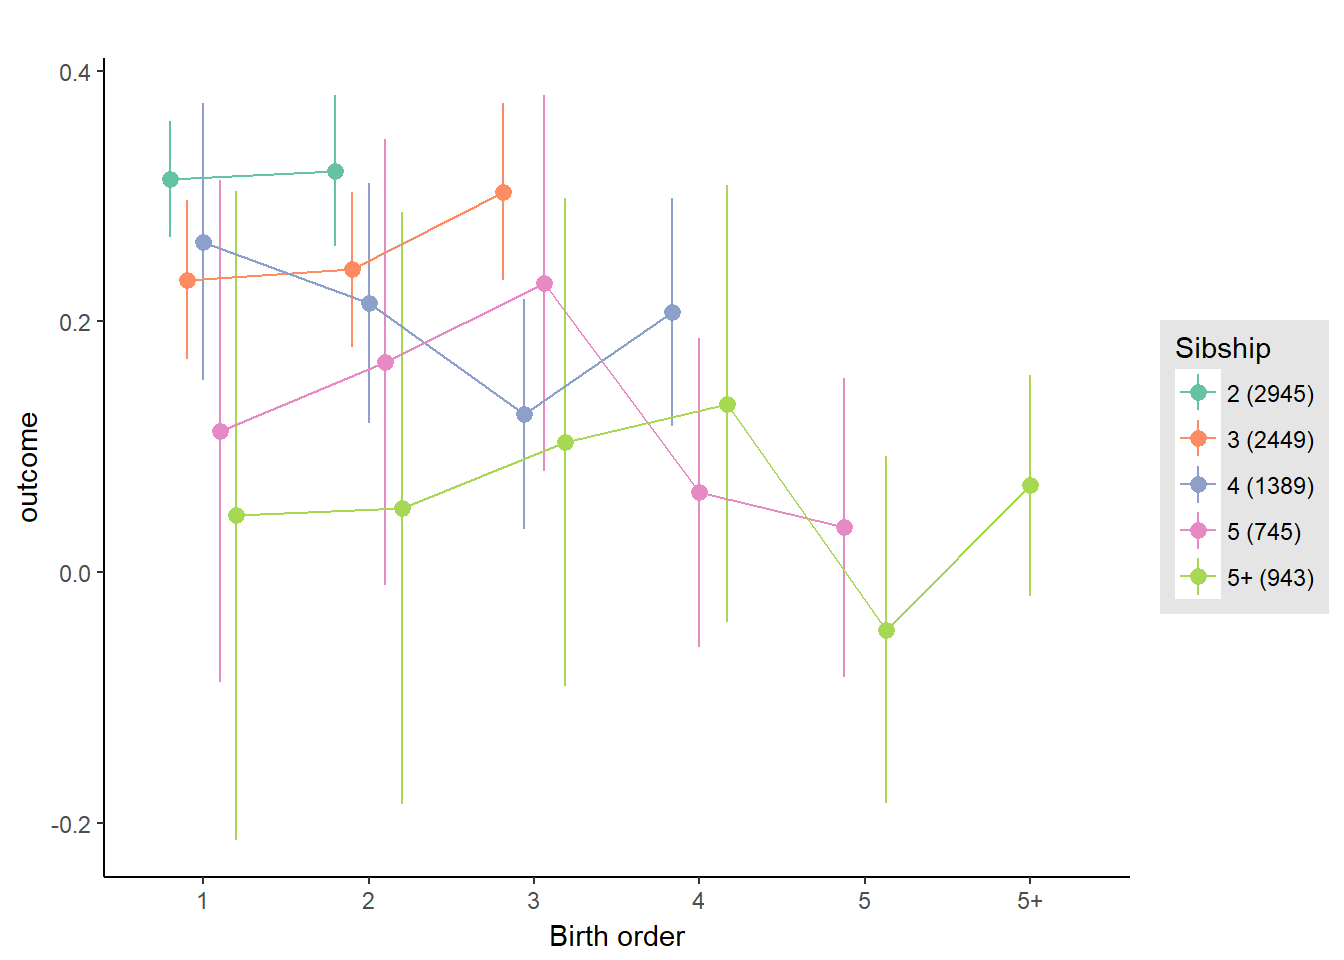 0.4
0.2
0.0
-0.2
outcome
1 2 3 4 5 5+
Birth order
Sibship
2 (2945)
3 (2449)
4 (1389)
5 (745)
5+ (943)